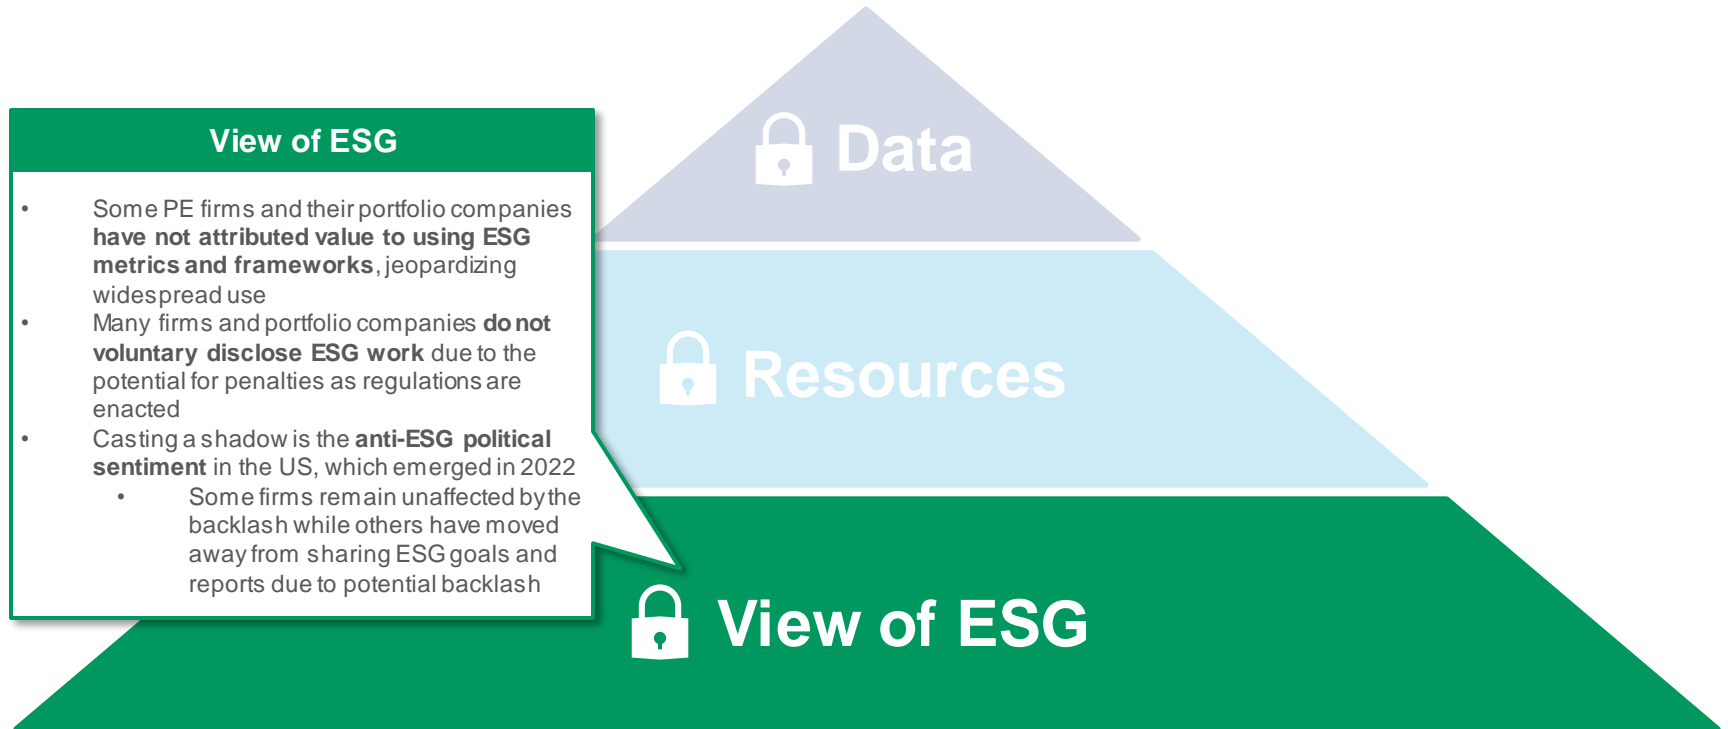 Data
View of ESG
• Some PE firms and their portfolio companies
have not attributed value to using ESG
metrics and frameworks, jeopardizing
widespread use
• Many firms and portfolio companies do not
voluntary disclose ESG work due to the
potential for penalties as regulations are
enacted
• Casting a shadow is the anti-ESG political
sentiment in the US, which emerged in 2022
• Some firms remain unaffected by the
backlash while others have moved
away from sharing ESG goals and
reports due to potential backlash
Resources
View of ESG